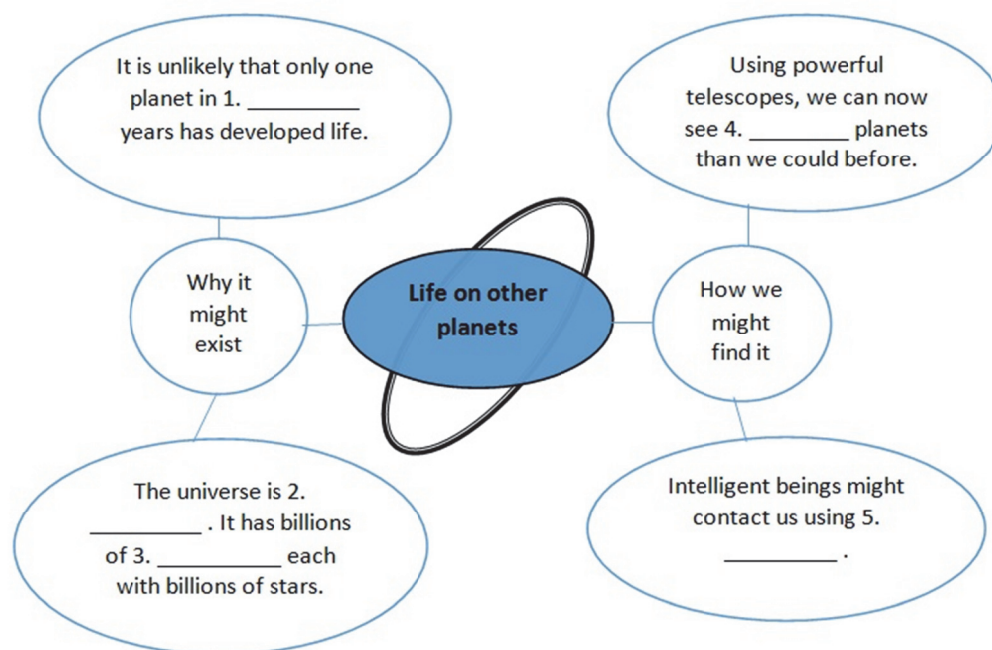 It is unlikely that only one
planet in 1. __________
years has developed life.
Using powerful
telescopes, we can now
see 4. _________ planets
than we could before.
Why it
might
exist
Life on other
planets
How we
might
find it
The universe is 2.
__________ . It has billions
of 3. ___________ each
with billions of stars.
Intelligent beings might
contact us using 5.
__________ .